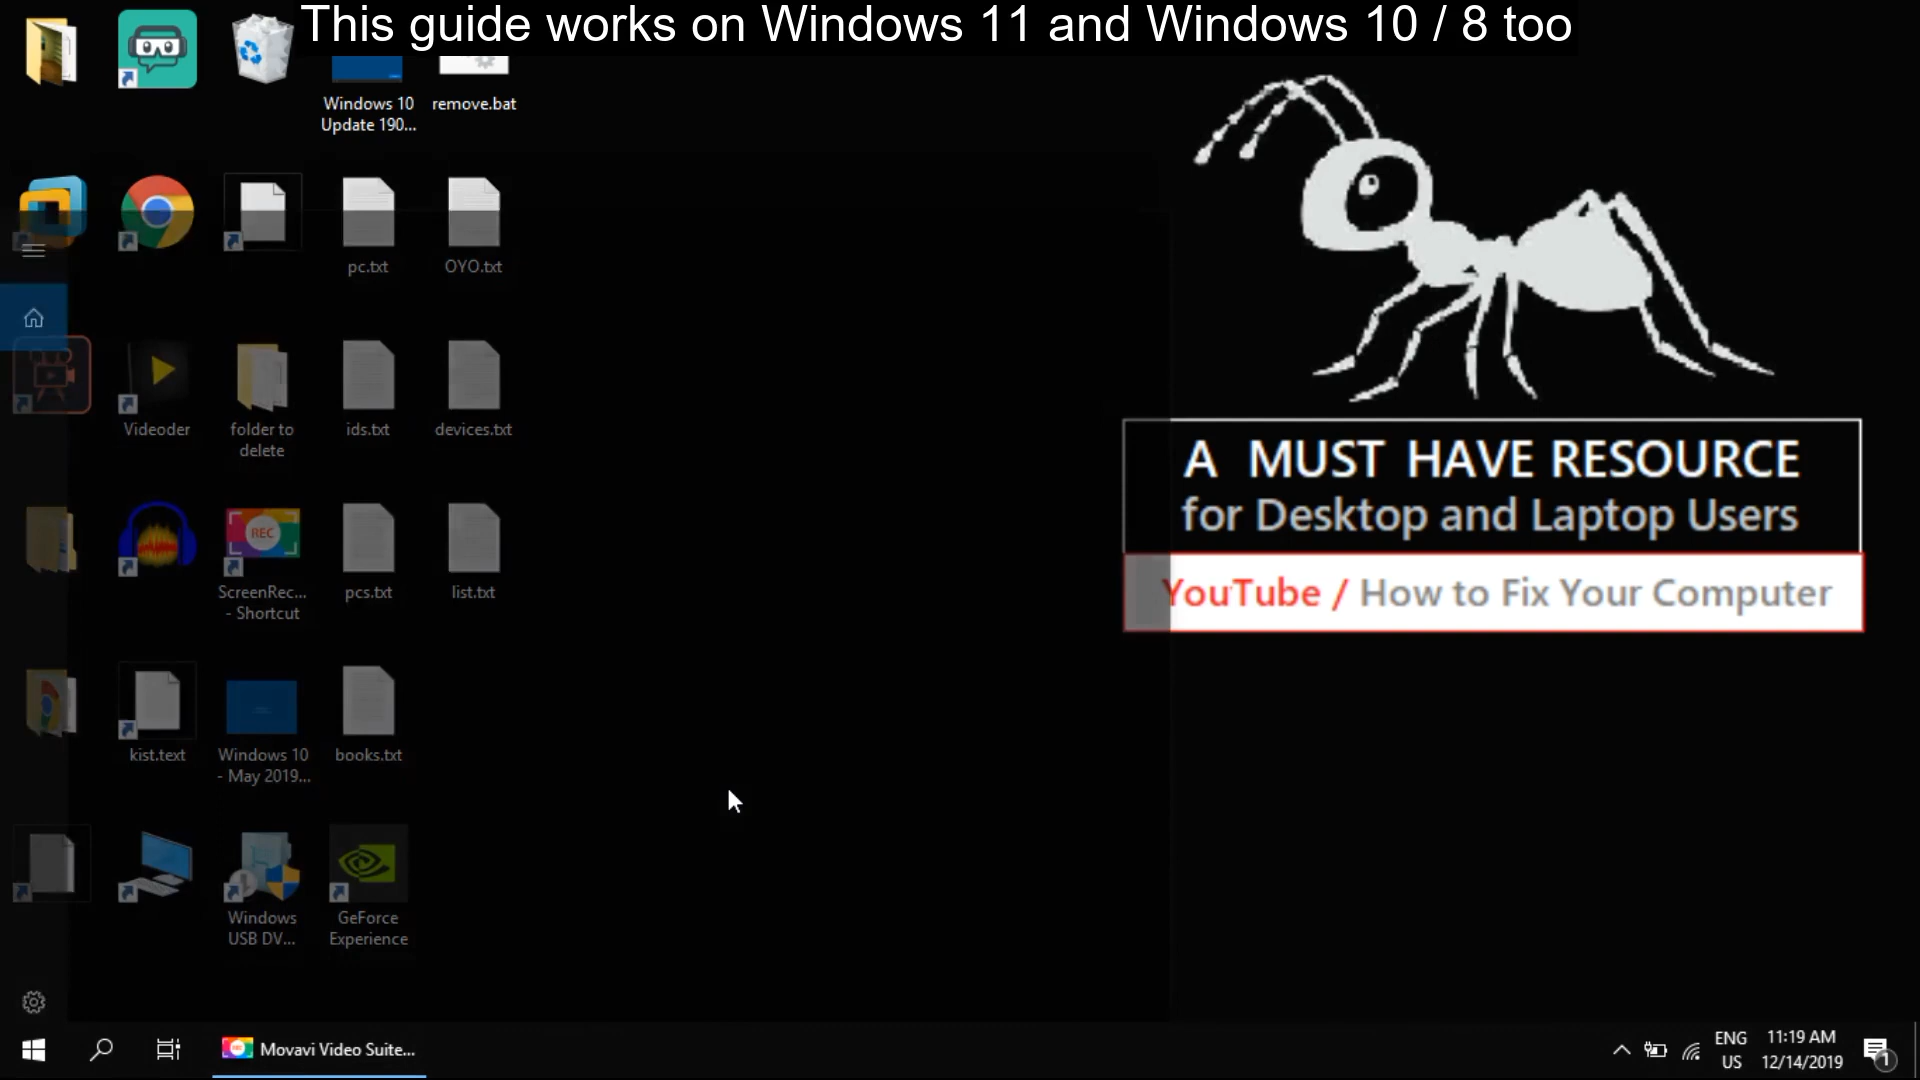 This guide works on Windows 11 and Windows 10 / 8 too
Windows 10
Update 190...
remove.bat
pc.txt
OYO.txt
Videoder
folder to
delete
ids.txt
devices.txt
REC
ScreenRec...
- Shortcut
pcs.txt
list.txt
kist.text
Windows 10
- May 2019...
books.txt
Windows
USB DV...
GeForce
Experience
A MUST HAVE RESOURCE
for Desktop and Laptop Users
YouTube / How to Fix Your Computer
Movavi Video Suite...
ENG
US
11:19 AM
12/14/2019
1